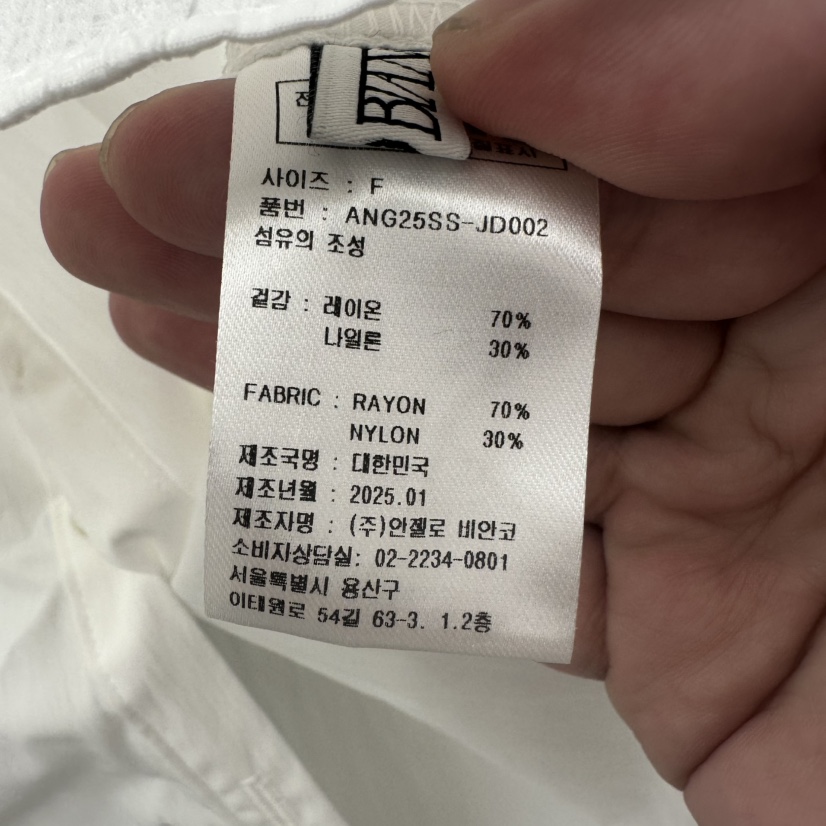 사이즈 : F
품번 : ANG25SS-JD002
섬유의 조성
겉감 : 레이온 70%
나일론 30%
FABRIC : RAYON 70%
NYLON 30%
제조국명 : 대한민국
제조년월 : 2025.01
제조자명 : (주)안젤로 비안코
소비자상담실: 02-2234-0801
서울특별시 용산구
이태원로 54길 63-3. 1.2층